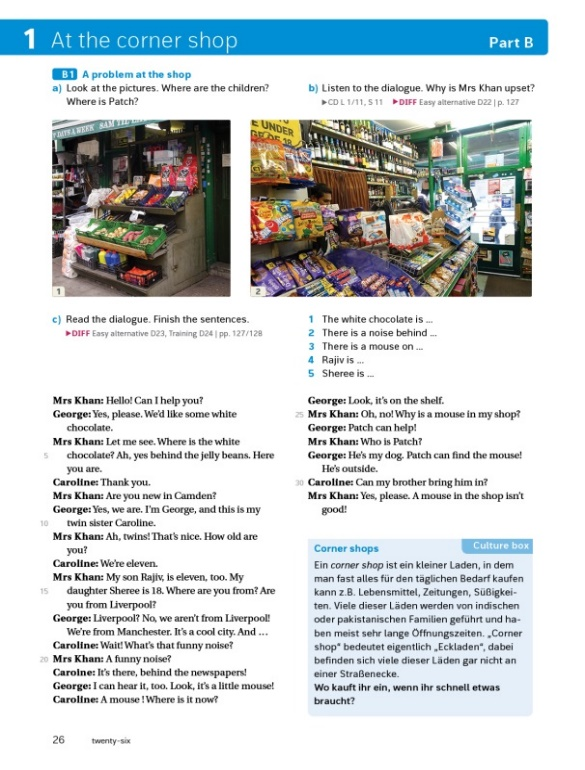 1 At the corner shop
Part B
B1 A problem at the shop
a) Look at the pictures. Where are the children?
Where is Patch?
b) Listen to the dialogue. Why is Mrs Khan upset?
▶CD L 1/11, S 11 ▶DIFF Easy alternative D22 | p. 127
E UNDER
GE OF 18
1
2
c) Read the dialogue. Finish the sentences.
▶DIFF Easy alternative D23, Training D24 | pp. 127/128
1 The white chocolate is ...
2 There is a noise behind ...
3 There is a mouse on ...
4 Rajiv is ...
5 Sheree is ...
Mrs Khan: Hello! Can I help you?
George: Yes, please. We'd like some white
chocolate.
Mrs Khan: Let me see. Where is the white
5 chocolate? Ah, yes behind the jelly beans. Here
you are.
Caroline: Thank you.
Mrs Khan: Are you new in Camden?
George: Yes, we are. I'm George, and this is my
10 twin sister Caroline.
Mrs Khan: Ah, twins! That's nice. How old are
you?
Caroline: We're eleven.
Mrs Khan: My son Rajiv, is eleven, too. My
15 daughter Sheree is 18. Where are you from? Are
you from Liverpool?
George: Liverpool? No, we aren't from Liverpool!
We're from Manchester. It's a cool city. And ...
Caroline: Wait! What's that funny noise?
20 Mrs Khan: A funny noise?
Carolne: It's there, behind the newspapers!
George: I can hear it, too. Look, it's a little mouse!
Caroline: A mouse ! Where is it now?
George: Look, it's on the shelf.
25 Mrs Khan: Oh, no! Why is a mouse in my shop?
George: Patch can help!
Mrs Khan: Who is Patch?
George: He's my dog. Patch can find the mouse!
He's outside.
30 Caroline: Can my brother bring him in?
Mrs Khan: Yes, please. A mouse in the shop isn't
good!
Culture box
Corner shops
Ein corner shop ist ein kleiner Laden, in dem
man fast alles für den täglichen Bedarf kaufen
kann z.B. Lebensmittel, Zeitungen, Süßigkei-
ten. Viele dieser Läden werden von indischen
oder pakistanischen Familien geführt und ha-
ben meist sehr lange Öffnungszeiten. „Corner
shop“ bedeutet eigentlich „Eckladen“, dabei
befinden sich viele dieser Läden gar nicht an
einer Straßenecke.
Wo kauft ihr ein, wenn ihr schnell etwas
braucht?
26 twenty-six